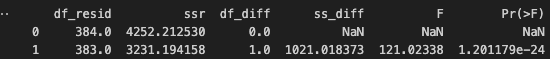 .. df_resid ssr df_diff ss_diff F Pr(>F)
0 384.0 4252.212530 0.0 NaN NaN NaN
1 383.0 3231.194158 1.0 1021.018373 121.02338 1.201179e-24